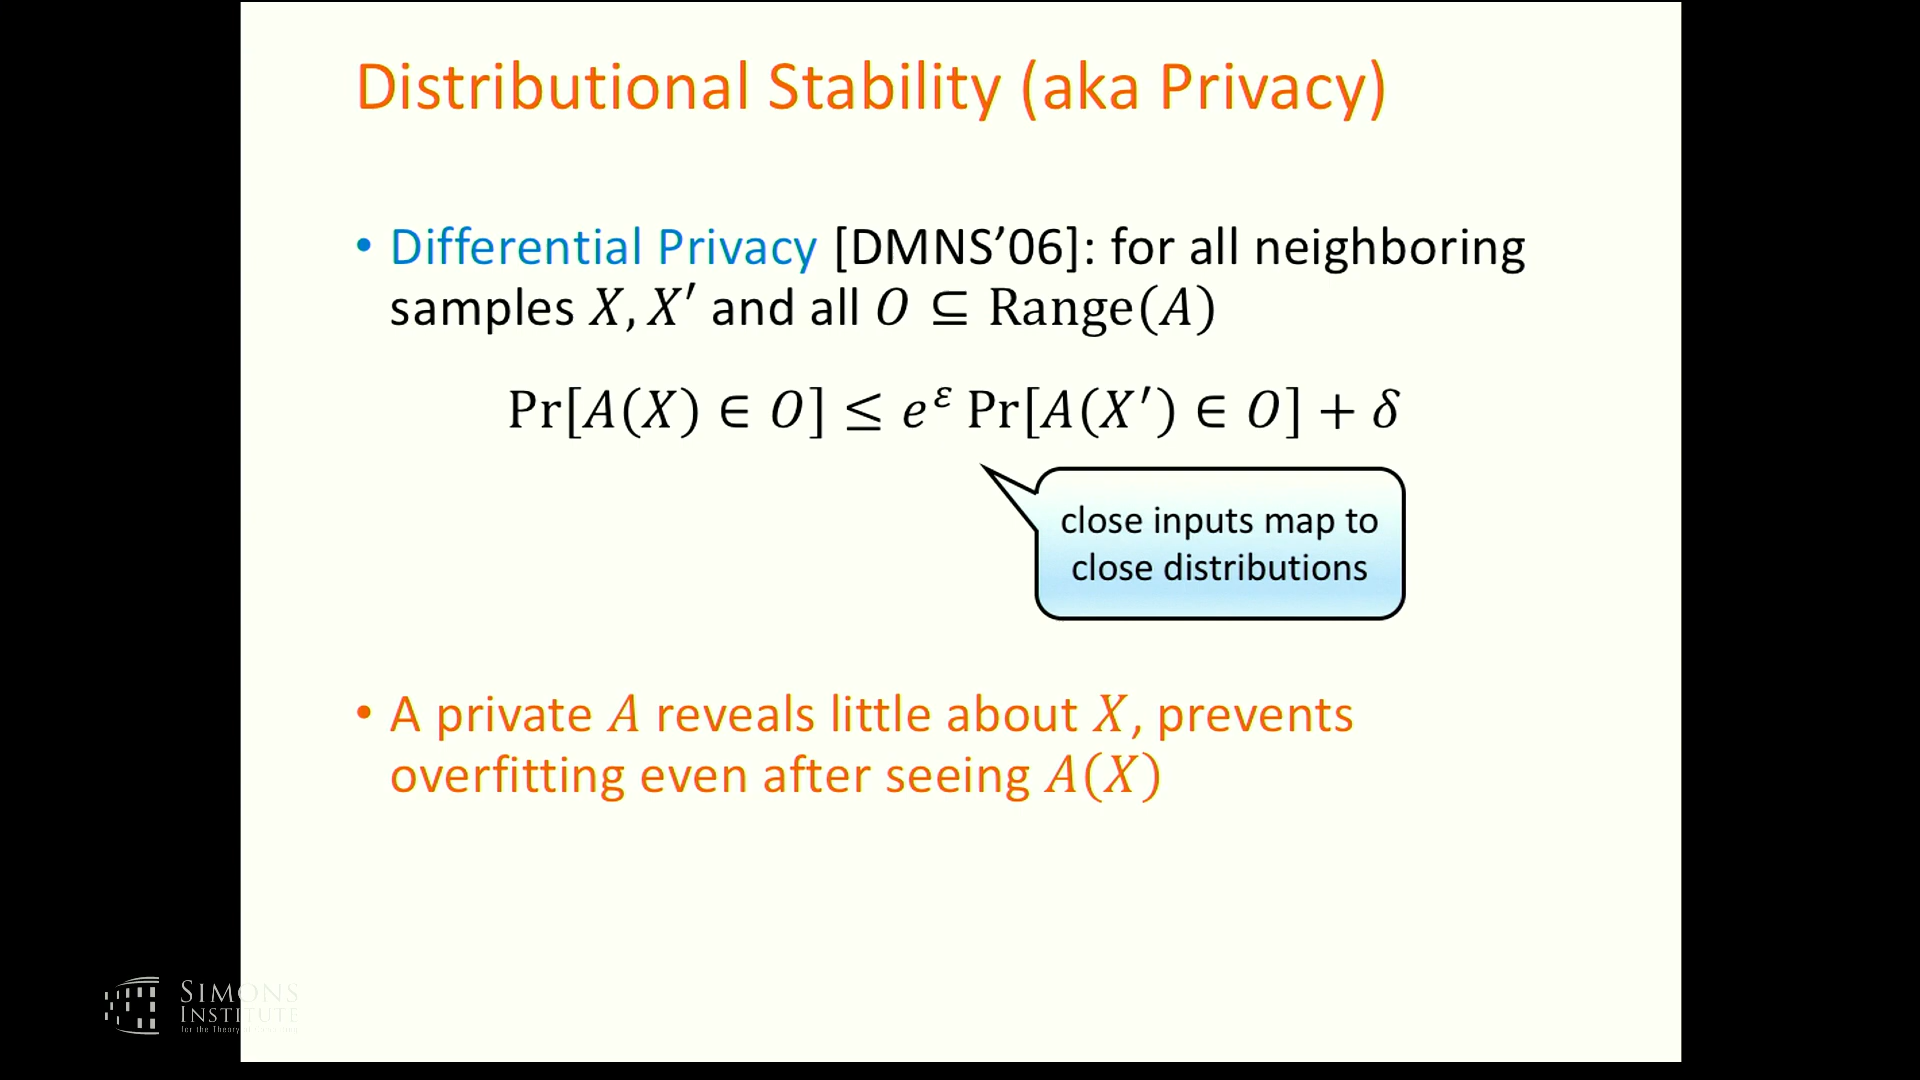 Distributional Stability (aka Privacy)
• Differential Privacy [DMNS’06]: for all neighboring
samples X, X′ and all O ⊆ Range(A)
Pr[A(X) ∈ O] ≤ e^ε Pr[A(X′) ∈ O] + δ
close inputs map to
close distributions
• A private A reveals little about X, prevents
overfitting even after seeing A(X)
SIMONS
INSTITUTE
for the Theory of Computing